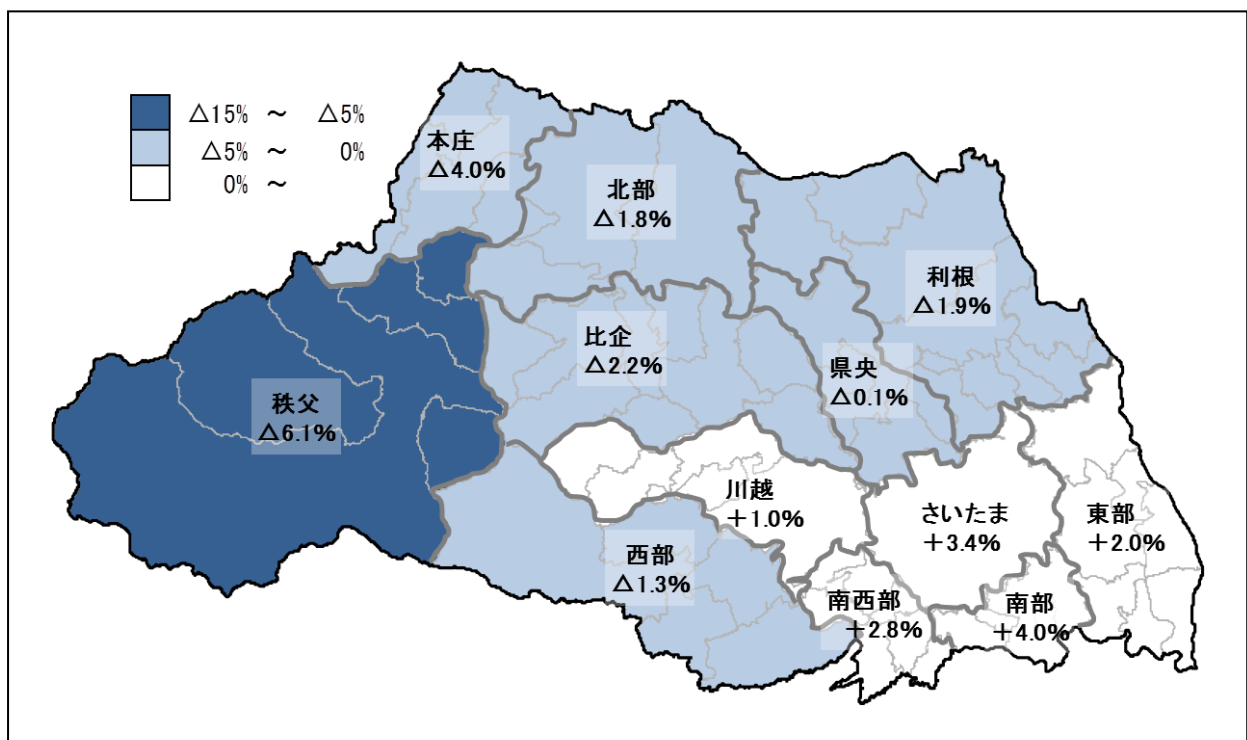 △15% ～ △5%
△5% ～ 0%
0% ～
本庄
△4.0%
北部
△1.8%
利根
△1.9%
比企
△2.2%
県央
△0.1%
秩父
△6.1%
川越
＋1.0%
さいたま
＋3.4%
東部
＋2.0%
西部
△1.3%
南西部
＋2.8%
南部
＋4.0%